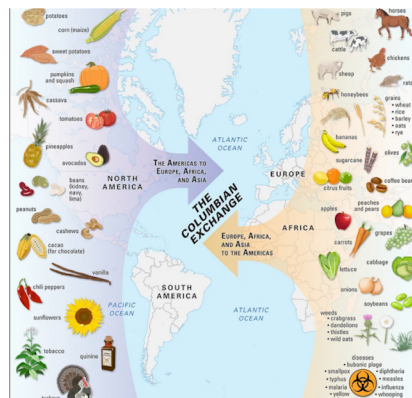 potatoes
corn (maize)
sweet potatoes
pumpkins
and squash
cassava
tomatoes
pineapples
avocados
beans
(kidney,
navy,
lima)
peanuts
cashews
cacao
(for chocolate)
vanilla
chili peppers
sunflowers
tobacco
quinine
ATLANTIC
OCEAN
THE AMERICAS TO
EUROPE, AFRICA,
AND ASIA
NORTH
AMERICA
EUROPE
THE
COLUMBIAN
EXCHANGE
AFRICA
EUROPE, AFRICA,
AND ASIA
TO THE AMERICAS
SOUTH
AMERICA
PACIFIC
OCEAN
ATLANTIC
OCEAN
pigs
horses
cattle
chickens
sheep
rats
honeybees
grains
• wheat
• rice
• barley
• oats
• rye
bananas
sugarcane
olives
citrus fruits
coffee bean
peaches
and pears
apples
grapes
carrots
cabbage
lettuce
onions
soybeans
weeds
• crabgrass
• dandelions
• thistles
• wild oats
diseases
• bubonic plage
• smallpox
• diphtheria
• typhus
• measles
• malaria
• influenza
• yellow
• whooping